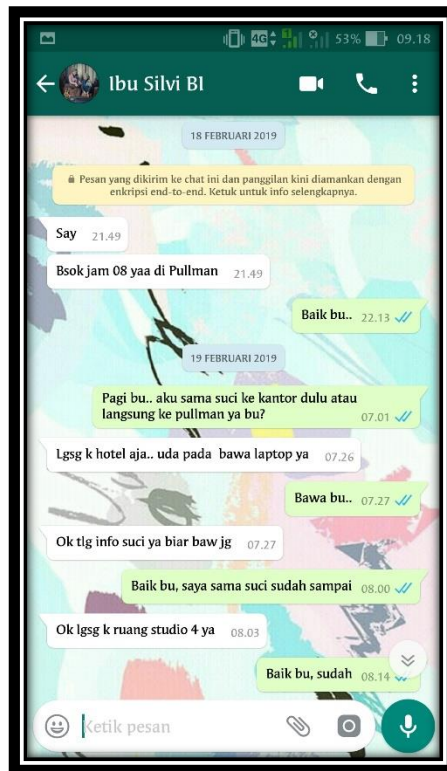 4G 53% 09.18
Ibu Silvi BI
18 FEBRUARI 2019
Pesan yang dikirim ke chat ini dan panggilan kini diamankan dengan
enkripsi end-to-end. Ketuk untuk info selengkapnya.
Say 21.49
Bsok jam 08 yaa di Pullman 21.49
Baik bu.. 22.13
19 FEBRUARI 2019
Pagi bu.. aku sama suci ke kantor dulu atau
langsung ke pullman ya bu? 07.01
Lgsg k hotel aja.. uda pada bawa laptop ya 07.26
Bawa bu.. 07.27
Ok tlg info suci ya biar baw jg 07.27
Baik bu, saya sama suci sudah sampai 08.00
Ok lgsg k ruang studio 4 ya 08.03
Baik bu, sudah 08.14
Ketik pesan